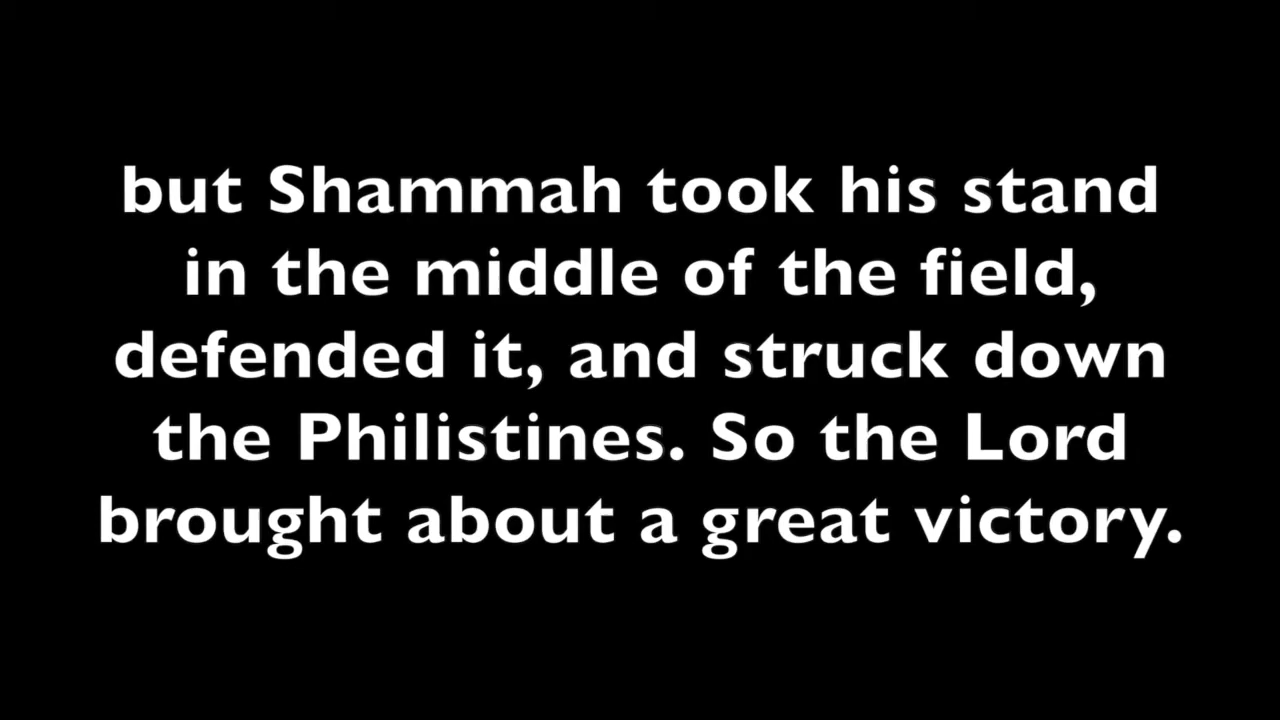 but Shammah took his stand
in the middle of the field,
defended it, and struck down
the Philistines. So the Lord
brought about a great victory.